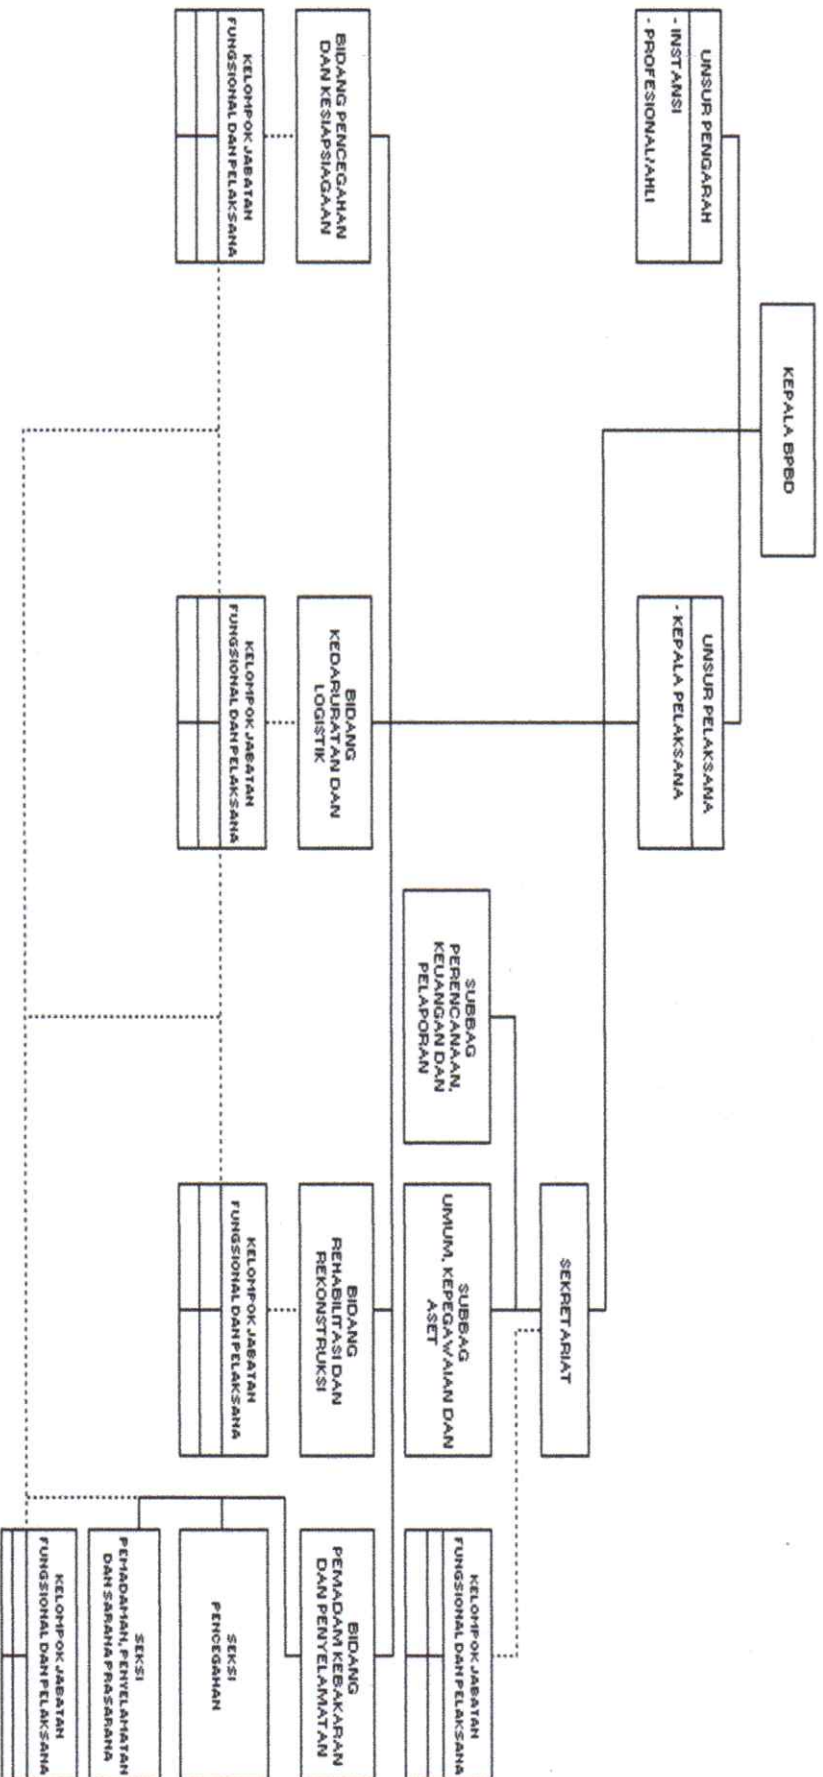 KEPALA BPBD
UNSUR PENGARAH
- INSTANSI
- PROFESIONAL/AHLI
UNSUR PELAKSANA
- KEPALA PELAKSANA
SEKRETARIAT
SUBBAG
PERENCANAAN,
KEUANGAN DAN
PELAPORAN
SUBBAG
UMUM, KEPEGAWAIAN DAN
ASET
KELOMPOK JABATAN
FUNGSIONAL DAN PELAKSANA
BIDANG PENCEGAHAN
DAN KESIAPSIAGAAN
BIDANG
KEDARURATAN DAN
LOGISTIK
BIDANG
REHABILITASI DAN
REKONSTRUKSI
BIDANG
PEMADAM KEBAKARAN
DAN PENYELAMATAN
KELOMPOK JABATAN
FUNGSIONAL DAN PELAKSANA
KELOMPOK JABATAN
FUNGSIONAL DAN PELAKSANA
KELOMPOK JABATAN
FUNGSIONAL DAN PELAKSANA
SEKSI
PENCEGAHAN
SEKSI
PEMADAMAN, PENYELAMATAN
DAN SARANA PRASARANA
KELOMPOK JABATAN
FUNGSIONAL DAN PELAKSANA